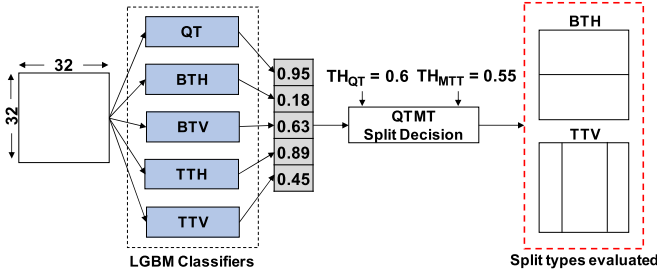 32
32
QT
BTH
BTV
TTH
TTV
LGBM Classifiers
0.95
0.18
0.63
0.89
0.45
TH_QT = 0.6 TH_MTT = 0.55
QTMT
Split Decision
BTH
TTV
Split types evaluated